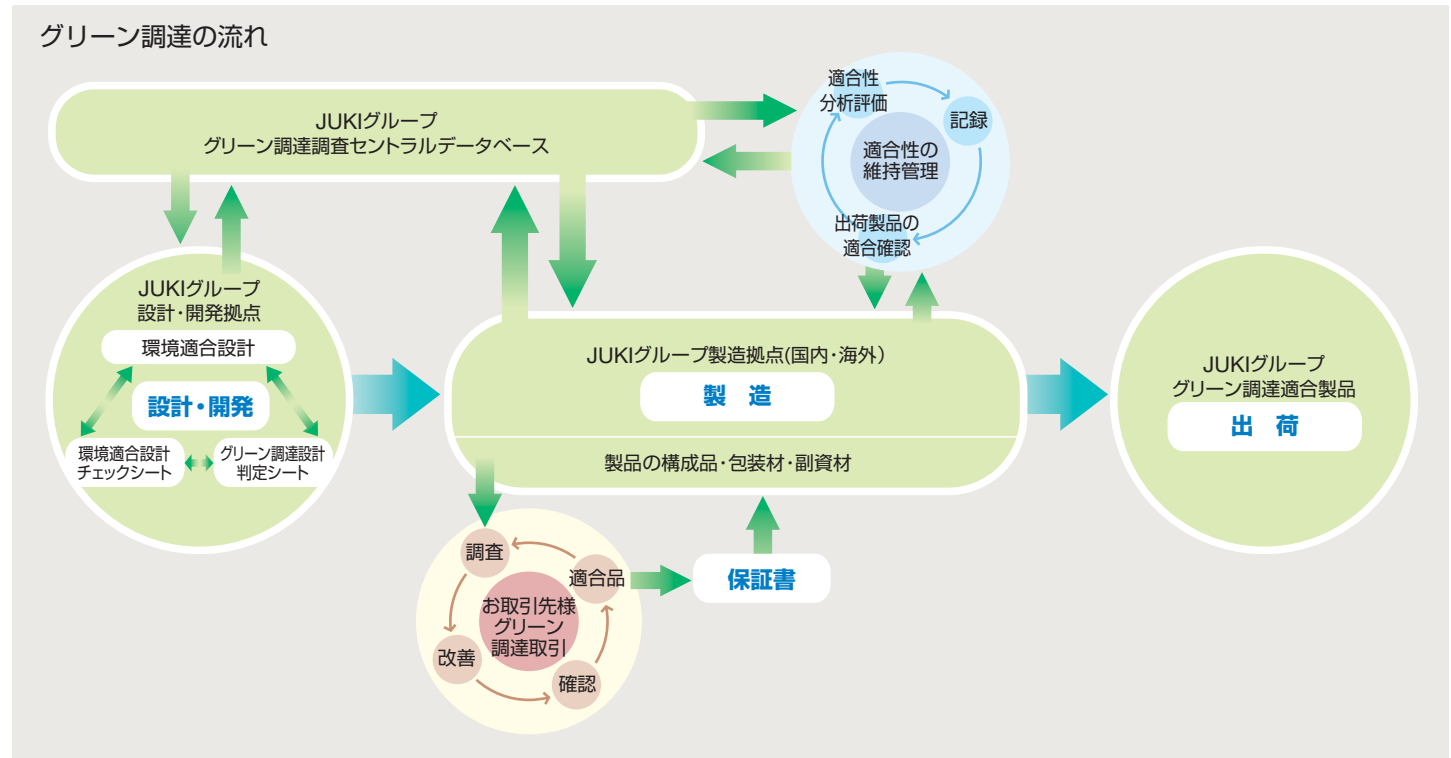 グリーン調達の流れ
JUKIグループ
グリーン調達調査セントラルデータベース
適合性
分析評価
記録
適合性の
維持管理
出荷製品の
適合確認
JUKIグループ
設計・開発拠点
環境適合設計
設計・開発
環境適合設計
チェックシート
グリーン調達設計
判定シート
JUKIグループ製造拠点(国内・海外)
製 造
製品の構成品・包装材・副資材
JUKIグループ
グリーン調達適合製品
出 荷
調査
適合品
お取引先様
グリーン
調達取引
改善
確認
保証書